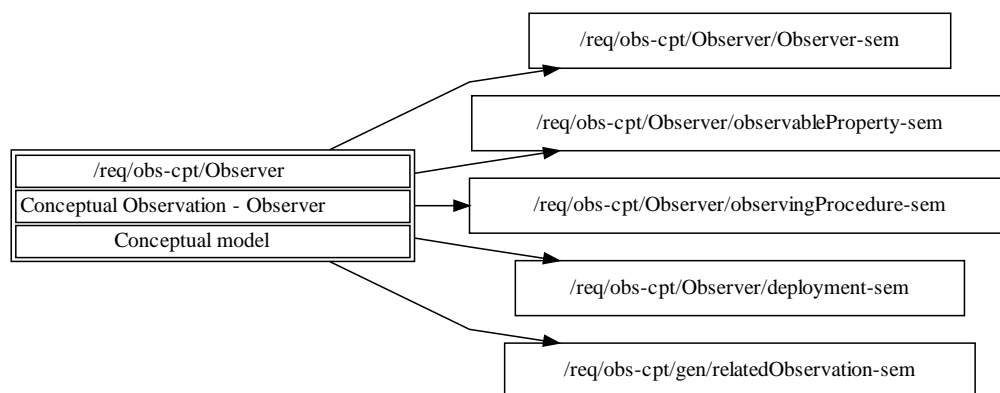 /req/obs-cpt/Observer/Observer-sem
/req/obs-cpt/Observer/observableProperty-sem
/req/obs-cpt/Observer
Conceptual Observation - Observer
Conceptual model
/req/obs-cpt/Observer/observingProcedure-sem
/req/obs-cpt/Observer/deployment-sem
/req/obs-cpt/gen/relatedObservation-sem